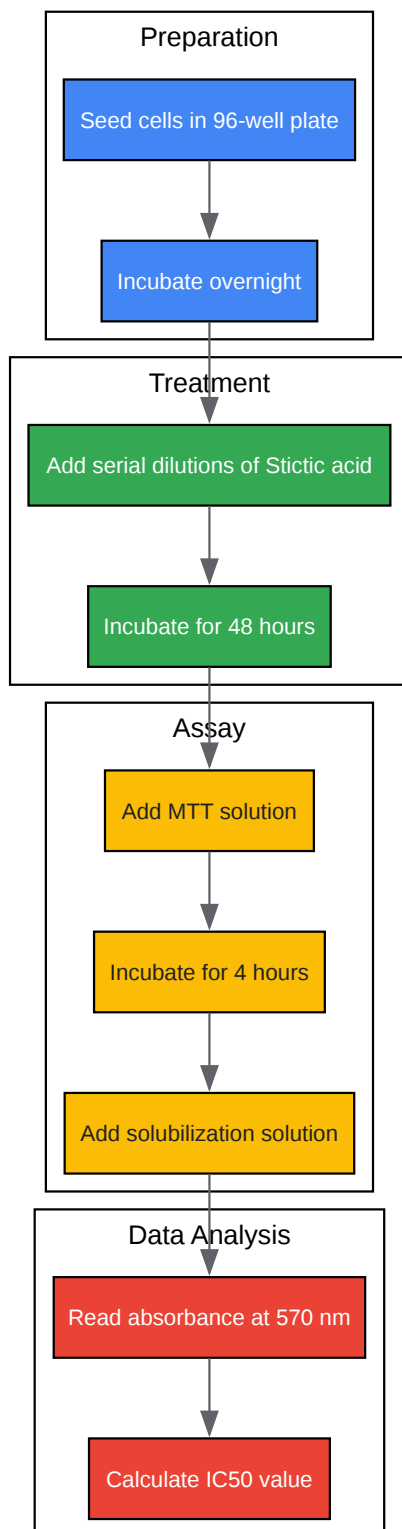 Preparation
Seed cells in 96-well plate
Incubate overnight
Treatment
Add serial dilutions of Stictic acid
Incubate for 48 hours
Assay
Add MTT solution
Incubate for 4 hours
Add solubilization solution
Data Analysis
Read absorbance at 570 nm
Calculate IC50 value